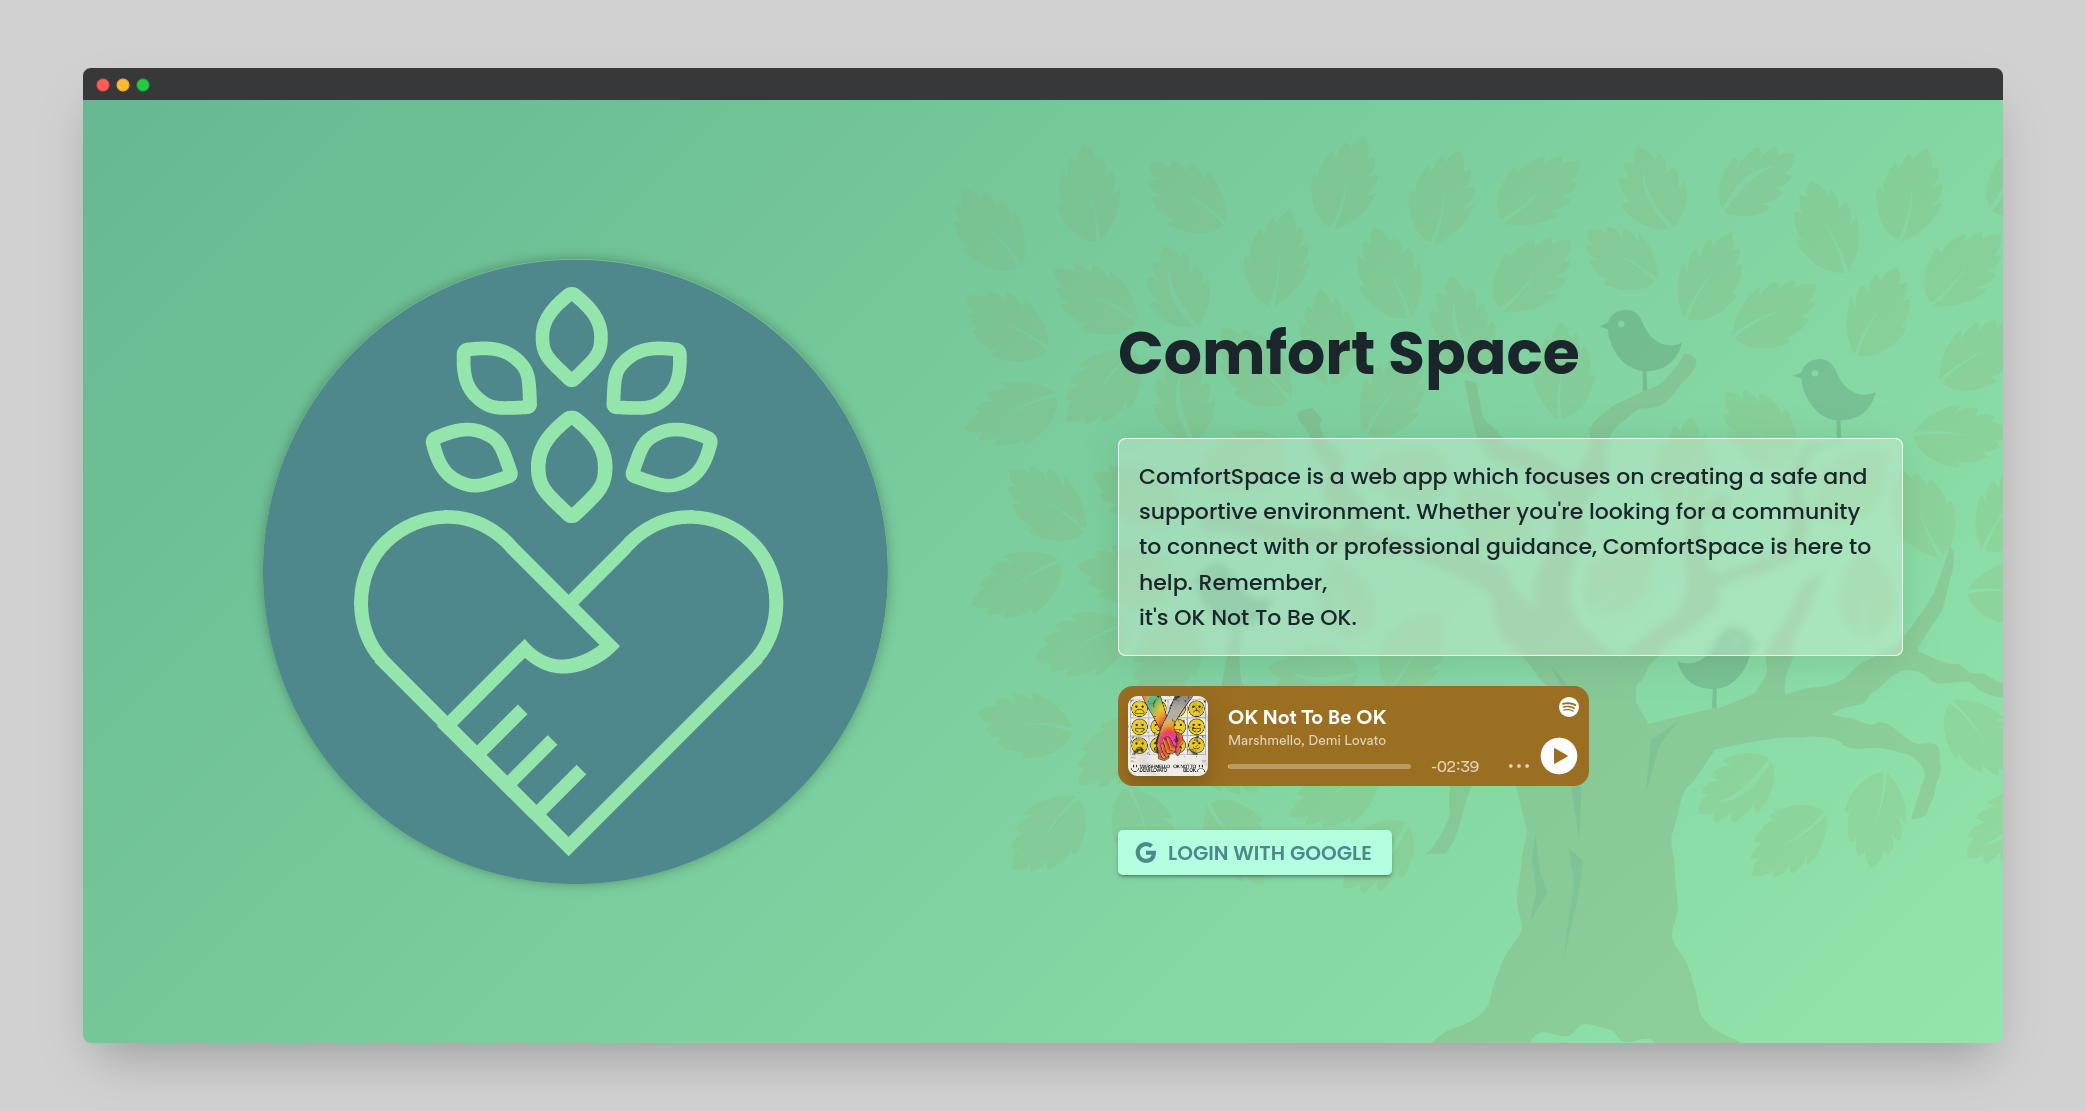 Comfort Space
ComfortSpace is a web app which focuses on creating a safe and
supportive environment. Whether you're looking for a community
to connect with or professional guidance, ComfortSpace is here to
help. Remember,
it's OK Not To Be OK.
OK Not To Be OK
Marshmello, Demi Lovato
-02:39
LOGIN WITH GOOGLE